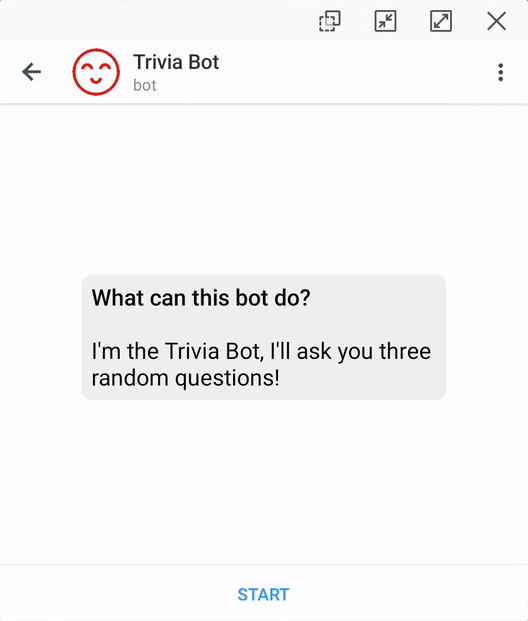 Trivia Bot
bot
What can this bot do?
I'm the Trivia Bot, I'll ask you three
random questions!
START